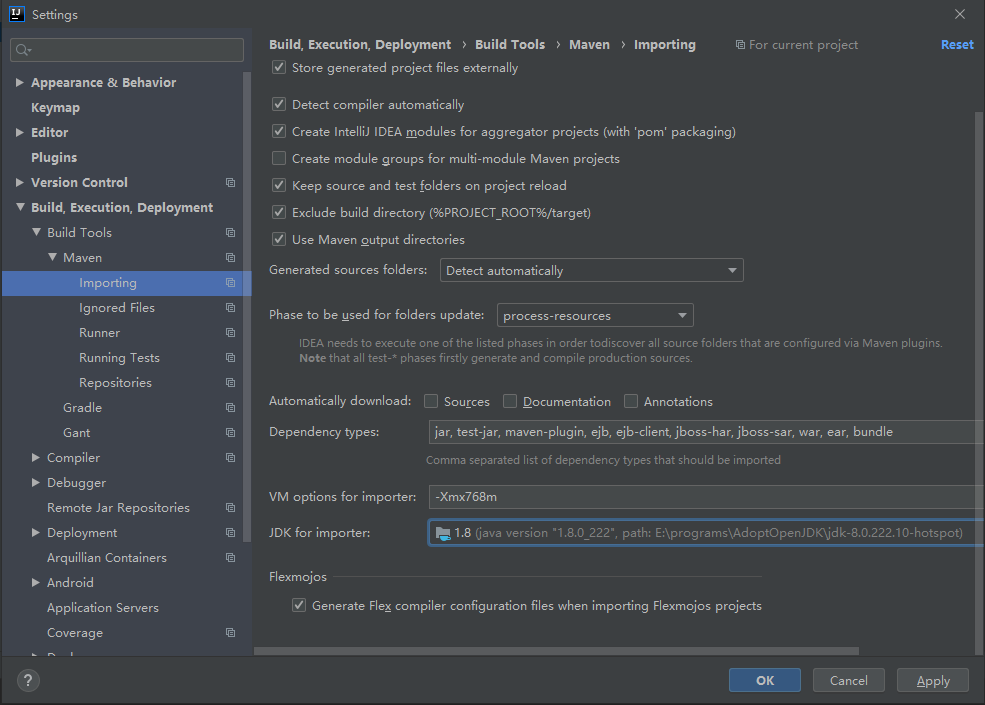 Settings
Appearance & Behavior
Keymap
Editor
Plugins
Version Control
Build, Execution, Deployment
Build Tools
Maven
Importing
Ignored Files
Runner
Running Tests
Repositories
Gradle
Gant
Compiler
Debugger
Remote Jar Repositories
Deployment
Arquillian Containers
Android
Application Servers
Coverage
Build, Execution, Deployment › Build Tools › Maven › Importing For current project Reset
Store generated project files externally
Detect compiler automatically
Create IntelliJ IDEA modules for aggregator projects (with 'pom' packaging)
Create module groups for multi-module Maven projects
Keep source and test folders on project reload
Exclude build directory (%PROJECT_ROOT%/target)
Use Maven output directories
Generated sources folders: Detect automatically
Phase to be used for folders update: process-resources
IDEA needs to execute one of the listed phases in order todiscover all source folders that are configured via Maven plugins.
Note that all test-* phases firstly generate and compile production sources.
Automatically download: Sources Documentation Annotations
Dependency types: jar, test-jar, maven-plugin, ejb, ejb-client, jboss-har, jboss-sar, war, ear, bundle
Comma separated list of dependency types that should be imported
VM options for importer: -Xmx768m
JDK for importer: 1.8 (java version "1.8.0_222", path: E:\programs\AdoptOpenJDK\jdk-8.0.222.10-hotspot)
Flexmojos
Generate Flex compiler configuration files when importing Flexmojos projects
? OK Cancel Apply